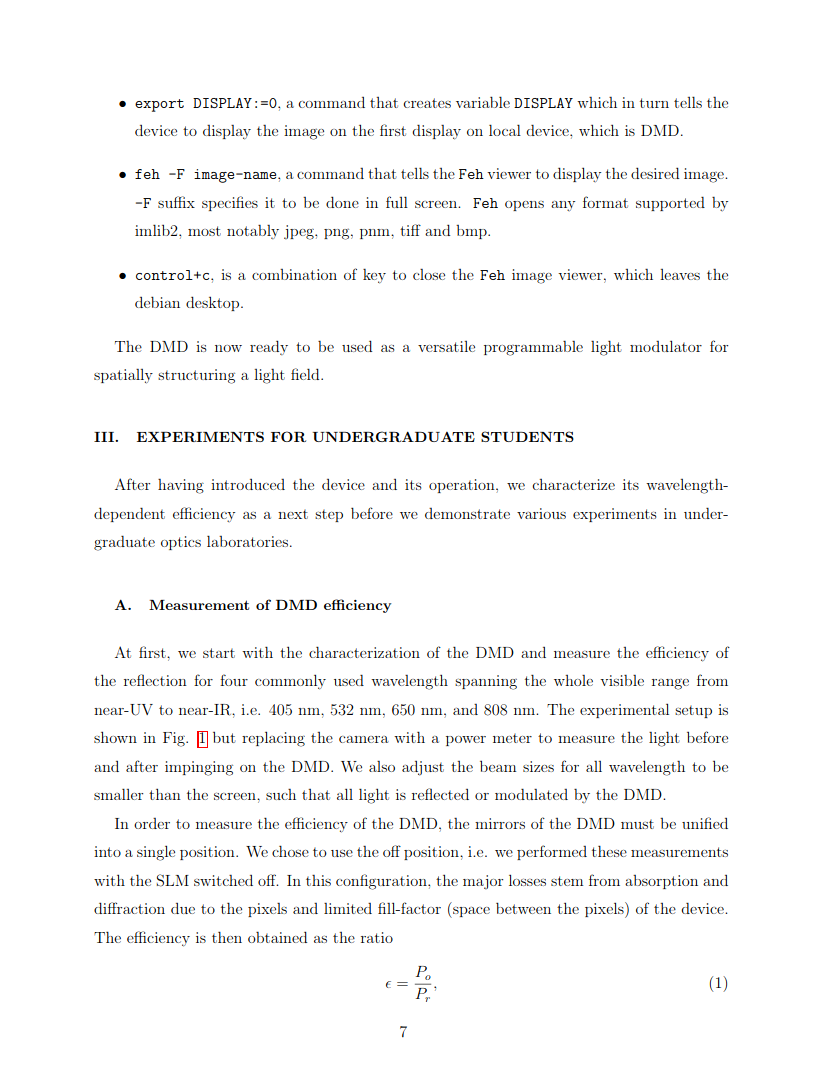 • export DISPLAY:=0, a command that creates variable DISPLAY which in turn tells the
device to display the image on the first display on local device, which is DMD.
• feh -F image-name, a command that tells the Feh viewer to display the desired image.
-F suffix specifies it to be done in full screen. Feh opens any format supported by
imlib2, most notably jpeg, png, pnm, tiff and bmp.
• control+c, is a combination of key to close the Feh image viewer, which leaves the
debian desktop.
The DMD is now ready to be used as a versatile programmable light modulator for
spatially structuring a light field.
III. EXPERIMENTS FOR UNDERGRADUATE STUDENTS
After having introduced the device and its operation, we characterize its wavelength-
dependent efficiency as a next step before we demonstrate various experiments in under-
graduate optics laboratories.
A. Measurement of DMD efficiency
At first, we start with the characterization of the DMD and measure the efficiency of
the reflection for four commonly used wavelength spanning the whole visible range from
near-UV to near-IR, i.e. 405 nm, 532 nm, 650 nm, and 808 nm. The experimental setup is
shown in Fig. 1 but replacing the camera with a power meter to measure the light before
and after impinging on the DMD. We also adjust the beam sizes for all wavelength to be
smaller than the screen, such that all light is reflected or modulated by the DMD.
In order to measure the efficiency of the DMD, the mirrors of the DMD must be unified
into a single position. We chose to use the off position, i.e. we performed these measurements
with the SLM switched off. In this configuration, the major losses stem from absorption and
diffraction due to the pixels and limited fill-factor (space between the pixels) of the device.
The efficiency is then obtained as the ratio
ϵ = P_o / P_r, (1)
7